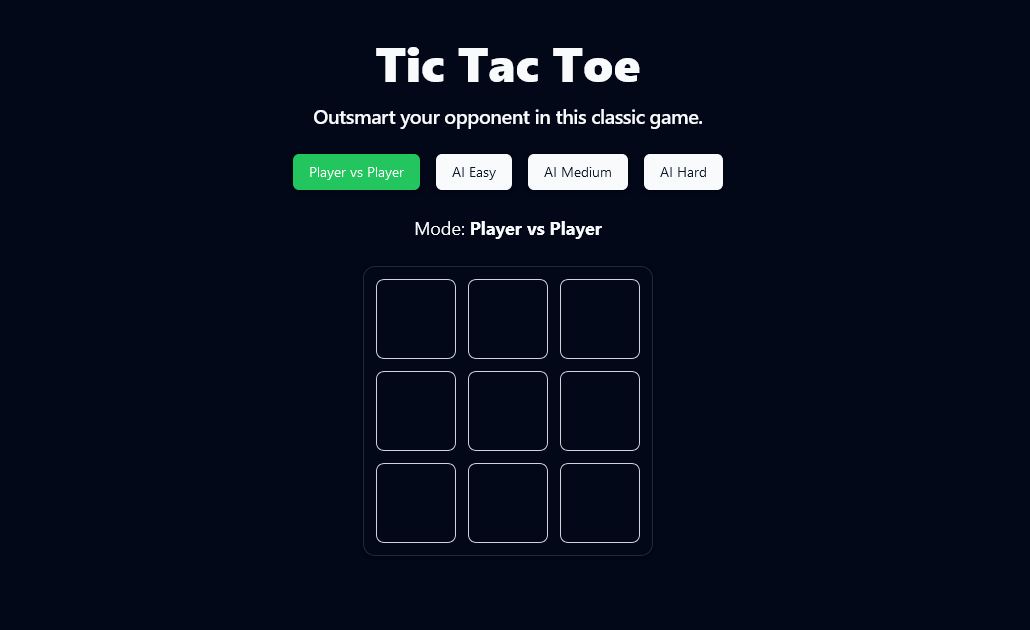 Tic Tac Toe
Outsmart your opponent in this classic game.
Player vs Player AI Easy AI Medium AI Hard
Mode: Player vs Player